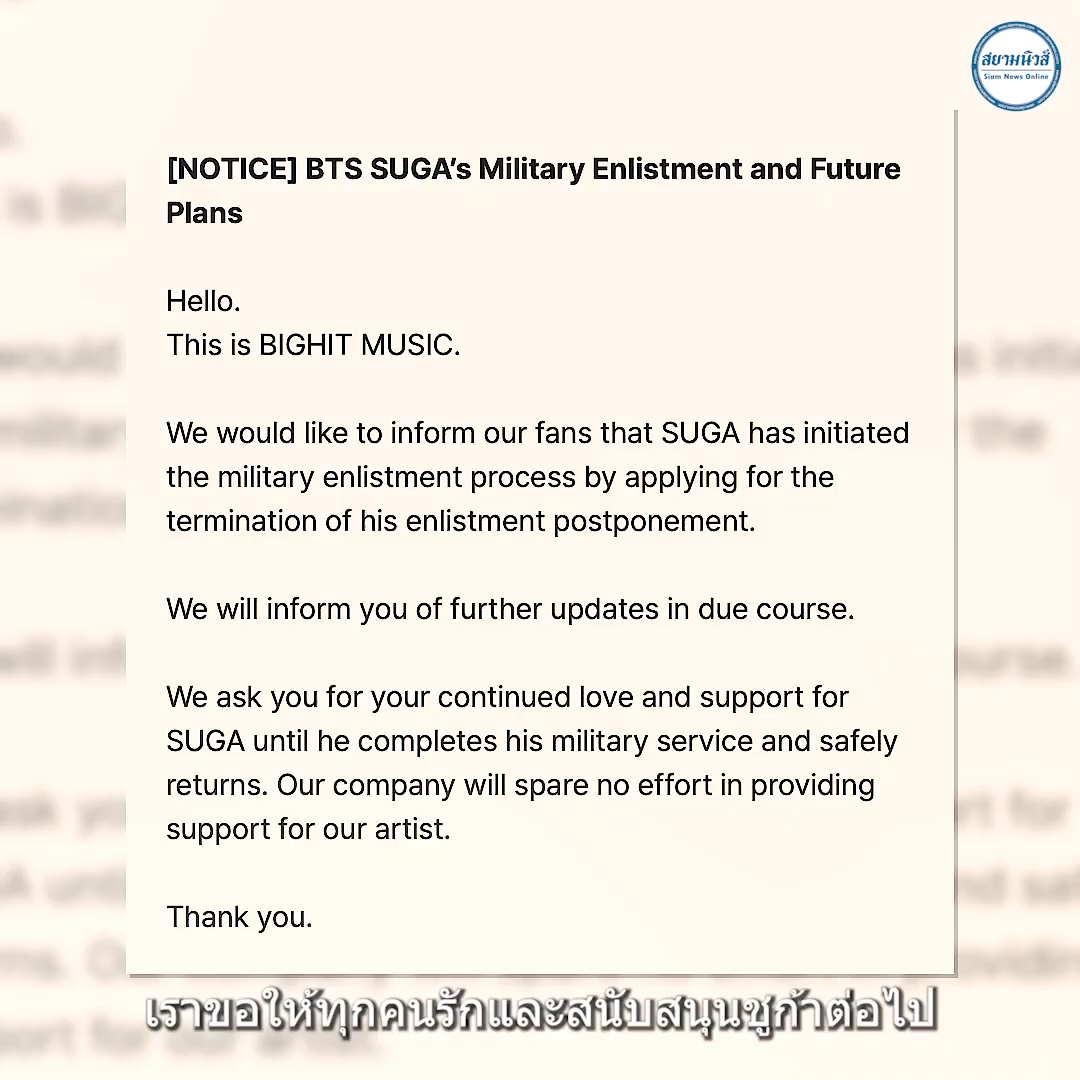 สยามนิวส์
Siam News Online
[NOTICE] BTS SUGA’s Military Enlistment and Future
Plans
Hello.
This is BIGHIT MUSIC.
We would like to inform our fans that SUGA has initiated
the military enlistment process by applying for the
termination of his enlistment postponement.
We will inform you of further updates in due course.
We ask you for your continued love and support for
SUGA until he completes his military service and safely
returns. Our company will spare no effort in providing
support for our artist.
Thank you.
เราขอให้ทุกคนรักและสนับสนุนชูก้าต่อไป